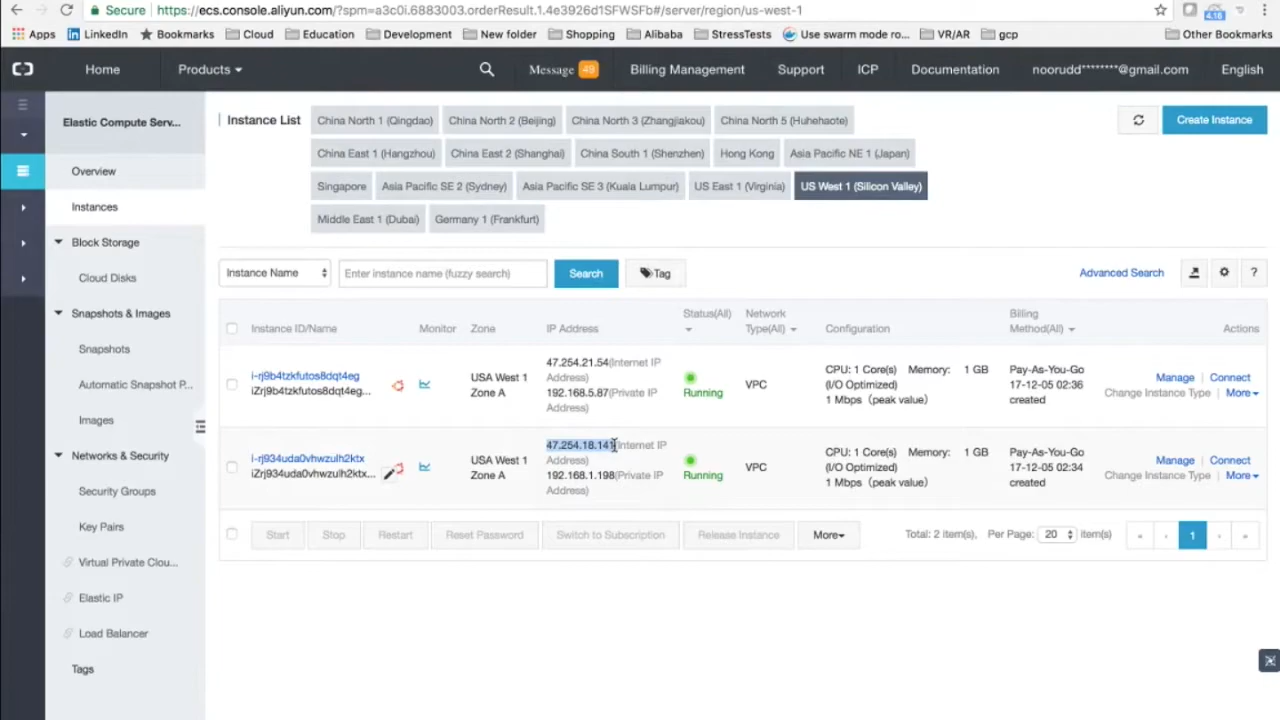 Secure https://ecs.console.aliyun.com/?spm=a3c0i.6883003.orderResult.1.4e3926d1SFWSFb#/server/region/us-west-1
4.16
Apps LinkedIn Bookmarks Cloud Education Development New folder Shopping Alibaba StressTests Use swarm mode ro... VR/AR gcp Other Bookmarks
Home Products Message 49 Billing Management Support ICP Documentation noorudd********@gmail.com English
Elastic Compute Serv...
Overview
Instances
Block Storage
Cloud Disks
Snapshots & Images
Snapshots
Automatic Snapshot P...
Images
Networks & Security
Security Groups
Key Pairs
Virtual Private Clou...
Elastic IP
Load Balancer
Tags
Instance List China North 1 (Qingdao) China North 2 (Beijing) China North 3 (Zhangjiakou) China North 5 (Huhehaote) Create Instance
China East 1 (Hangzhou) China East 2 (Shanghai) China South 1 (Shenzhen) Hong Kong Asia Pacific NE 1 (Japan)
Singapore Asia Pacific SE 2 (Sydney) Asia Pacific SE 3 (Kuala Lumpur) US East 1 (Virginia) US West 1 (Silicon Valley)
Middle East 1 (Dubai) Germany 1 (Frankfurt)
Instance Name Enter instance name (fuzzy search) Search Tag Advanced Search ?
Instance ID/Name Monitor Zone IP Address Status(All) Network Type(All) Configuration Billing Method(All) Actions
i-rj9b4tzkfutos8dqt4eg
iZrj9b4tzkfutos8dqt4eg...
USA West 1
Zone A
47.254.21.54(Internet IP
Address)
192.168.5.87(Private IP
Address)
Running
VPC
CPU: 1 Core(s) Memory: 1 GB
(I/O Optimized)
1 Mbps (peak value)
Pay-As-You-Go
17-12-05 02:36
created
Manage | Connect
Change Instance Type | More
i-rj934uda0vhwzulh2ktx
iZrj934uda0vhwzulh2ktx...
USA West 1
Zone A
47.254.18.141(Internet IP
Address)
192.168.1.198(Private IP
Address)
Running
VPC
CPU: 1 Core(s) Memory: 1 GB
(I/O Optimized)
1 Mbps (peak value)
Pay-As-You-Go
17-12-05 02:34
created
Manage | Connect
Change Instance Type | More
Start Stop Restart Reset Password Switch to Subscription Release Instance More Total: 2 item(s), Per Page: 20 item(s) « ‹ 1 › »